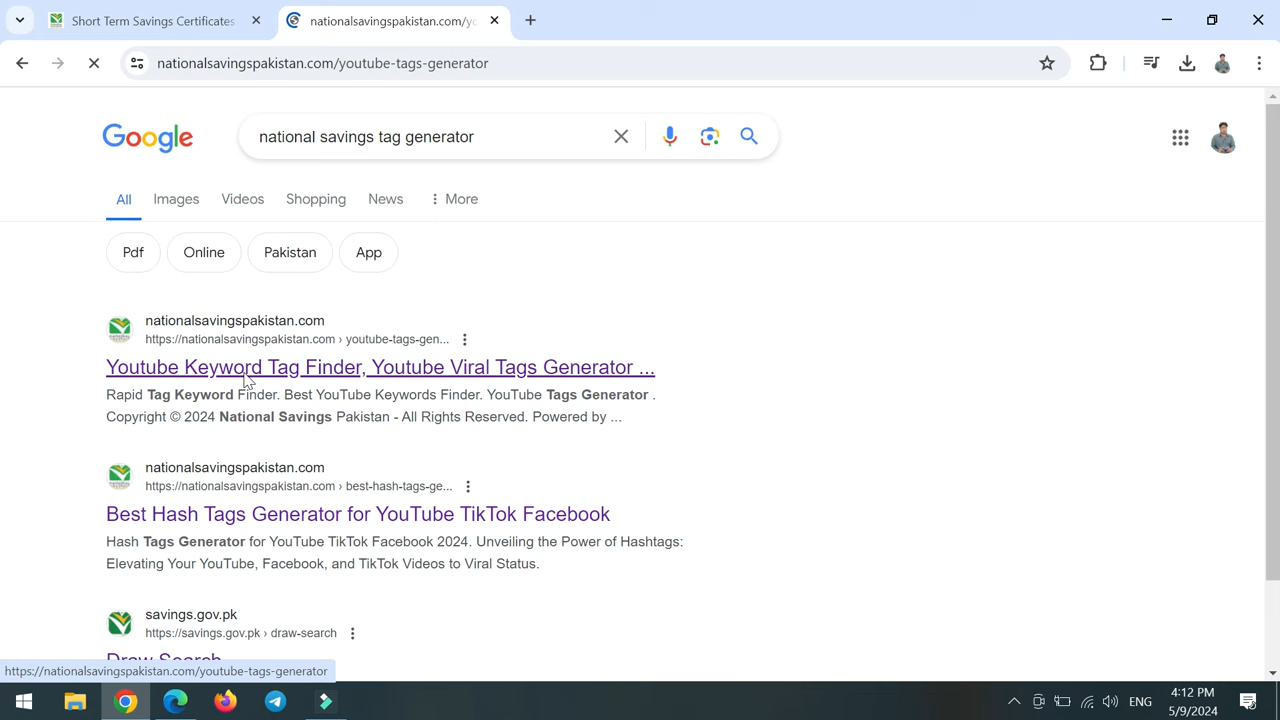 Short Term Savings Certificates
nationalsavingspakistan.com/yo
nationalsavingspakistan.com/youtube-tags-generator
Google
national savings tag generator
All
Images
Videos
Shopping
News
More
Pdf
Online
Pakistan
App
nationalsavingspakistan.com
https://nationalsavingspakistan.com › youtube-tags-gen...
Youtube Keyword Tag Finder, Youtube Viral Tags Generator ...
Rapid Tag Keyword Finder. Best YouTube Keywords Finder. YouTube Tags Generator .
Copyright © 2024 National Savings Pakistan - All Rights Reserved. Powered by ...
nationalsavingspakistan.com
https://nationalsavingspakistan.com › best-hash-tags-ge...
Best Hash Tags Generator for YouTube TikTok Facebook
Hash Tags Generator for YouTube TikTok Facebook 2024. Unveiling the Power of Hashtags:
Elevating Your YouTube, Facebook, and TikTok Videos to Viral Status.
savings.gov.pk
https://savings.gov.pk › draw-search
Draw Search
https://nationalsavingspakistan.com/youtube-tags-generator
ENG
4:12 PM
5/9/2024